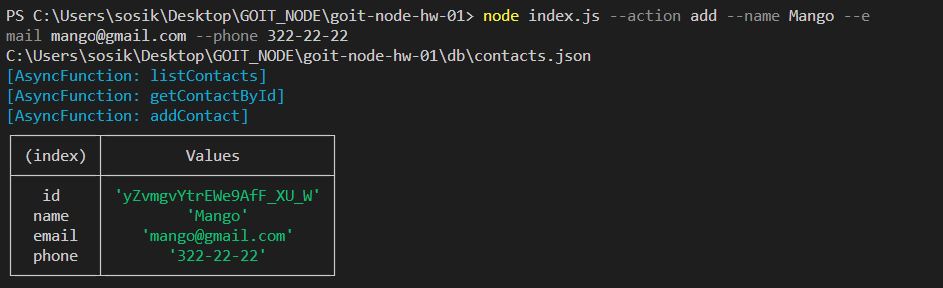 PS C:\Users\sosik\Desktop\GOIT_NODE\goit-node-hw-01> node index.js --action add --name Mango --e
mail mango@gmail.com --phone 322-22-22
C:\Users\sosik\Desktop\GOIT_NODE\goit-node-hw-01\db\contacts.json
[AsyncFunction: listContacts]
[AsyncFunction: getContactById]
[AsyncFunction: addContact]
(index) Values
id 'yZvmgvYtrEWe9AfF_XU_W'
name 'Mango'
email 'mango@gmail.com'
phone '322-22-22'